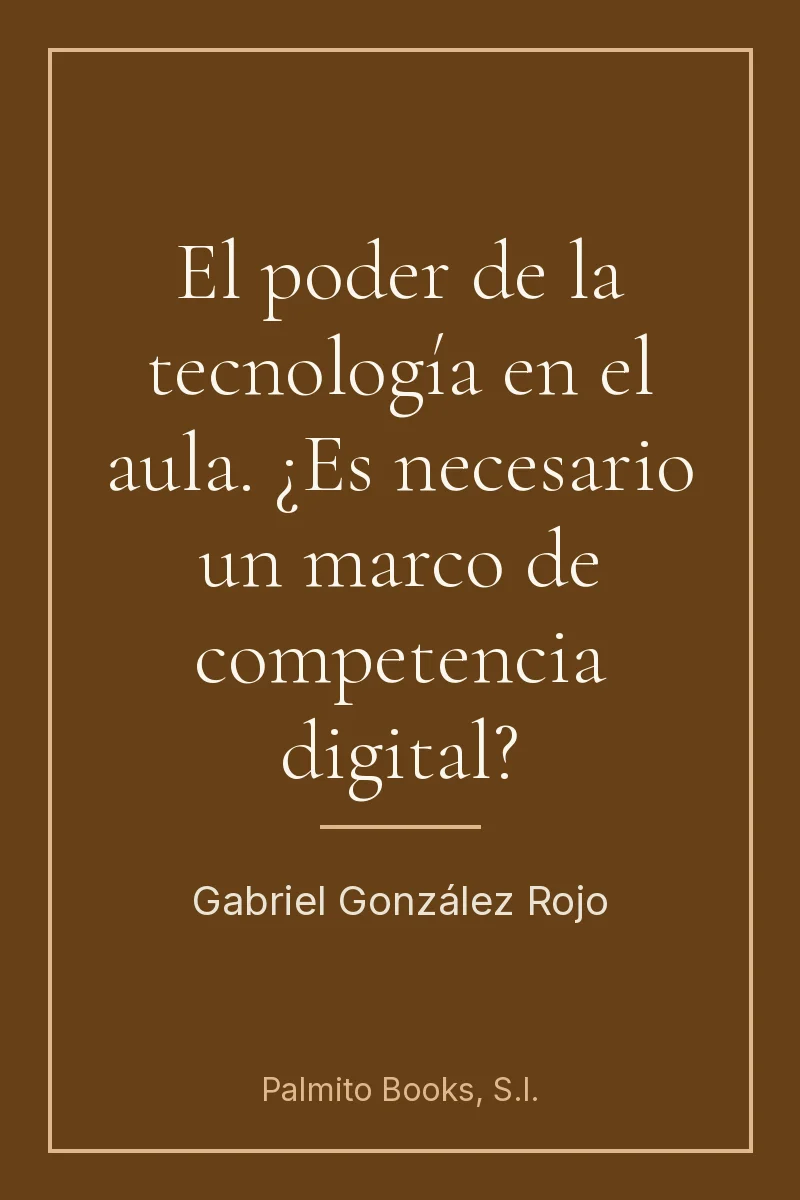 El poder de la
tecnología en el
aula. ¿Es necesario
un marco de
competencia
digital?
Gabriel González Rojo
Palmito Books, S.l.